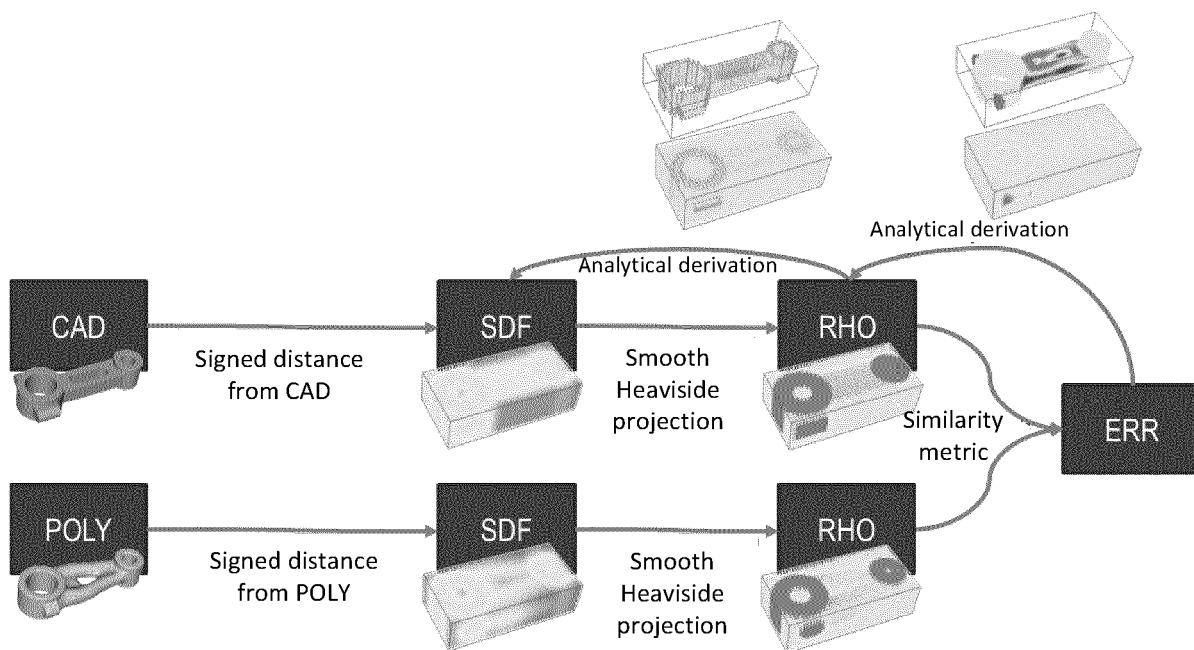 Analytical derivation
Analytical derivation
CAD
Signed distance
from CAD
SDF
Smooth
Heaviside
projection
RHO
Similarity
metric
ERR
POLY
Signed distance
from POLY
SDF
Smooth
Heaviside
projection
RHO